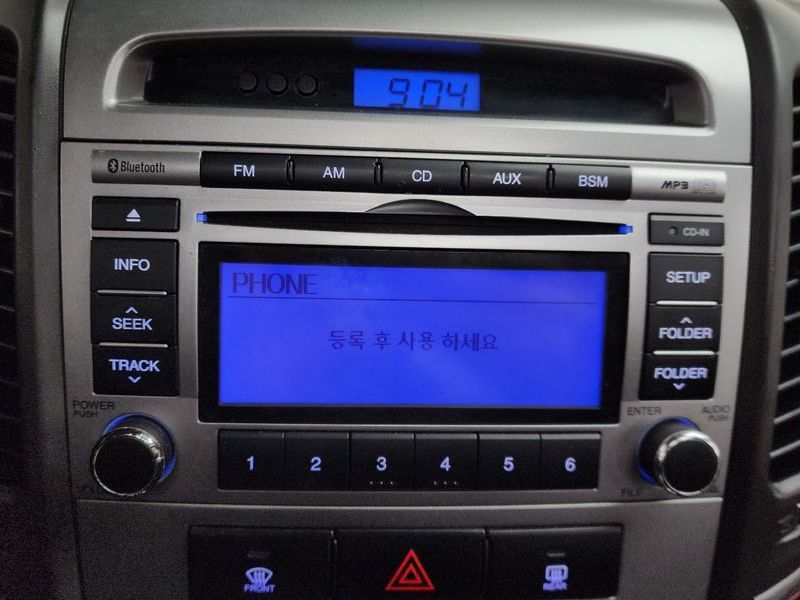 9:04
Bluetooth
FM
AM
CD
AUX
BSM
MP3
CD-IN
INFO
SETUP
SEEK
FOLDER
TRACK
FOLDER
PHONE
등록 후 사용 하세요
POWER
PUSH
ENTER
AUDIO
PUSH
1
2
3
4
5
6
FILE
FRONT
REAR